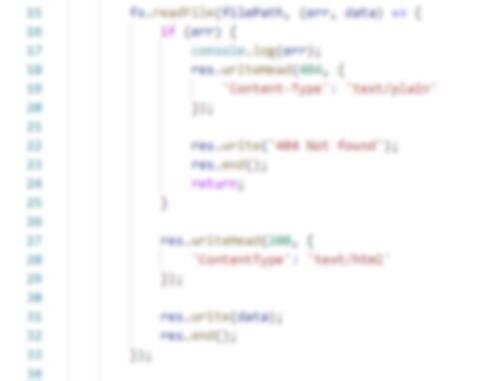 15 fs.readFile(filePath, (err, data) => {
16 if (err) {
17 console.log(err);
18 res.writeHead(404, {
19 'Content-Type': 'text/plain'
20 });
21
22 res.write('404 Not found');
23 res.end();
24 return;
25 }
26
27 res.writeHead(200, {
28 'ContentType': 'text/html'
29 });
30
31 res.write(data);
32 res.end();
33 });
34